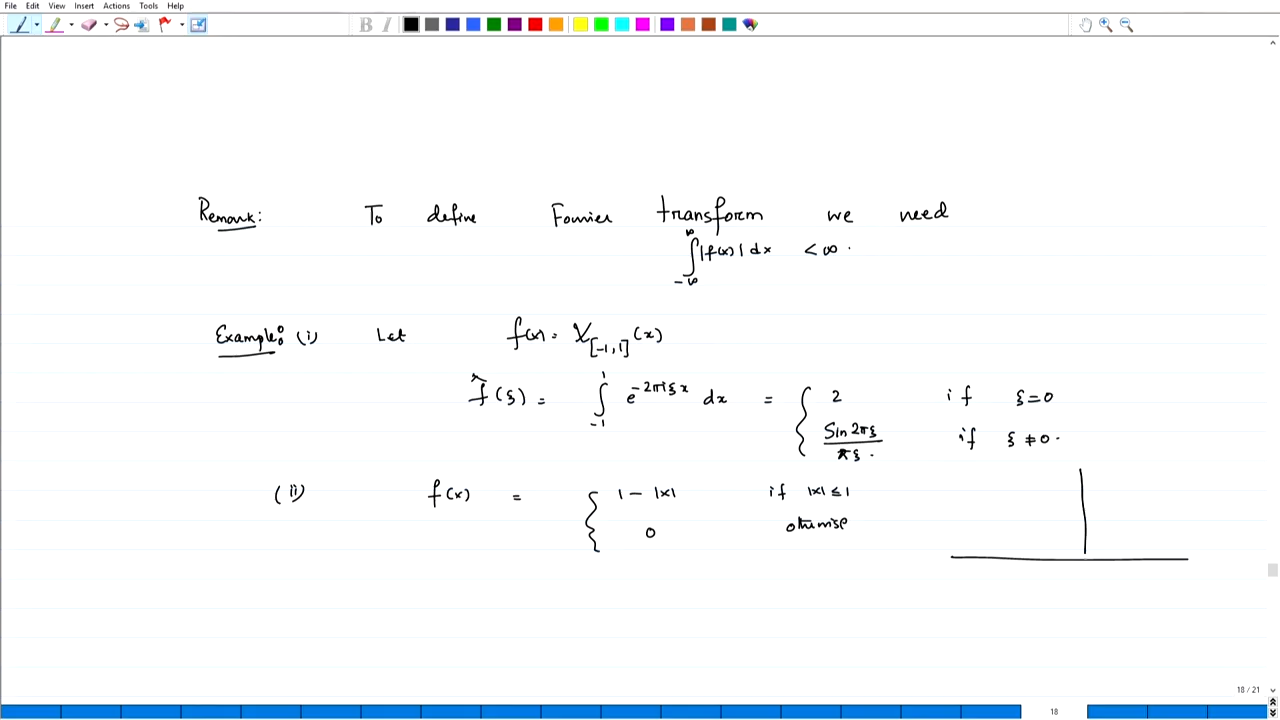 File Edit View Insert Actions Tools Help
B I
Remark: To define Fourier transform we need
∫_{-∞}^{∞} |f(x)| dx < ∞.
Example: (i) Let f(x) = χ_{[-1,1]}(x)
f̂(ξ) = ∫_{-1}^{1} e^{-2πiξx} dx = { 2 if ξ=0
Sin2πξ / πξ. if ξ ≠ 0.
(ii) f(x) = { 1 - |x| if |x| ≤ 1
0 otherwise
18 / 21
18